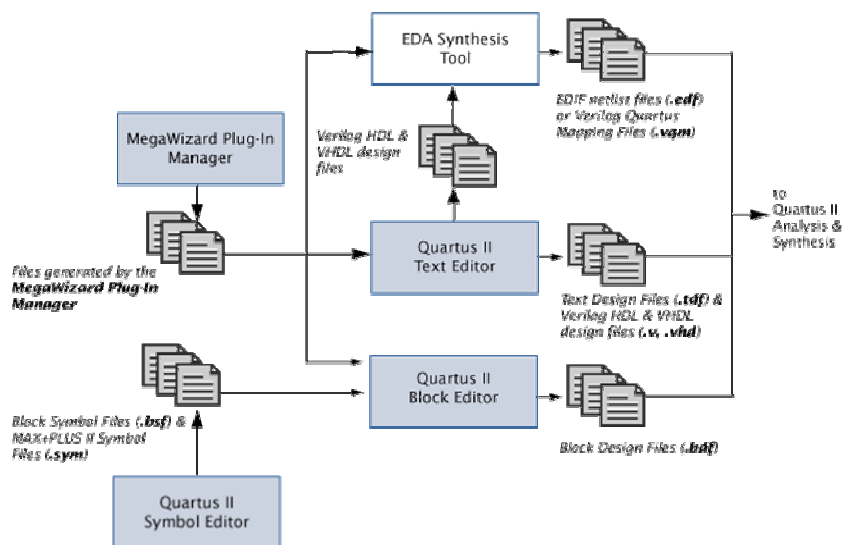 EDA Synthesis
Tool
EDIF netlist files (.edf)
or Verilog Quartus
Mapping Files (.vqm)
MegaWizard Plug-In
Manager
Verilog HDL &
VHDL design
files
to
Quartus II
Analysis &
Synthesis
Quartus II
Text Editor
Files generated by the
MegaWizard Plug-In
Manager
Text Design Files (.tdf) &
Verilog HDL & VHDL
design files (.v, .vhd)
Quartus II
Block Editor
Block Symbol Files (.bsf) &
MAX+PLUS II Symbol
Files (.sym)
Block Design Files (.bdf)
Quartus II
Symbol Editor